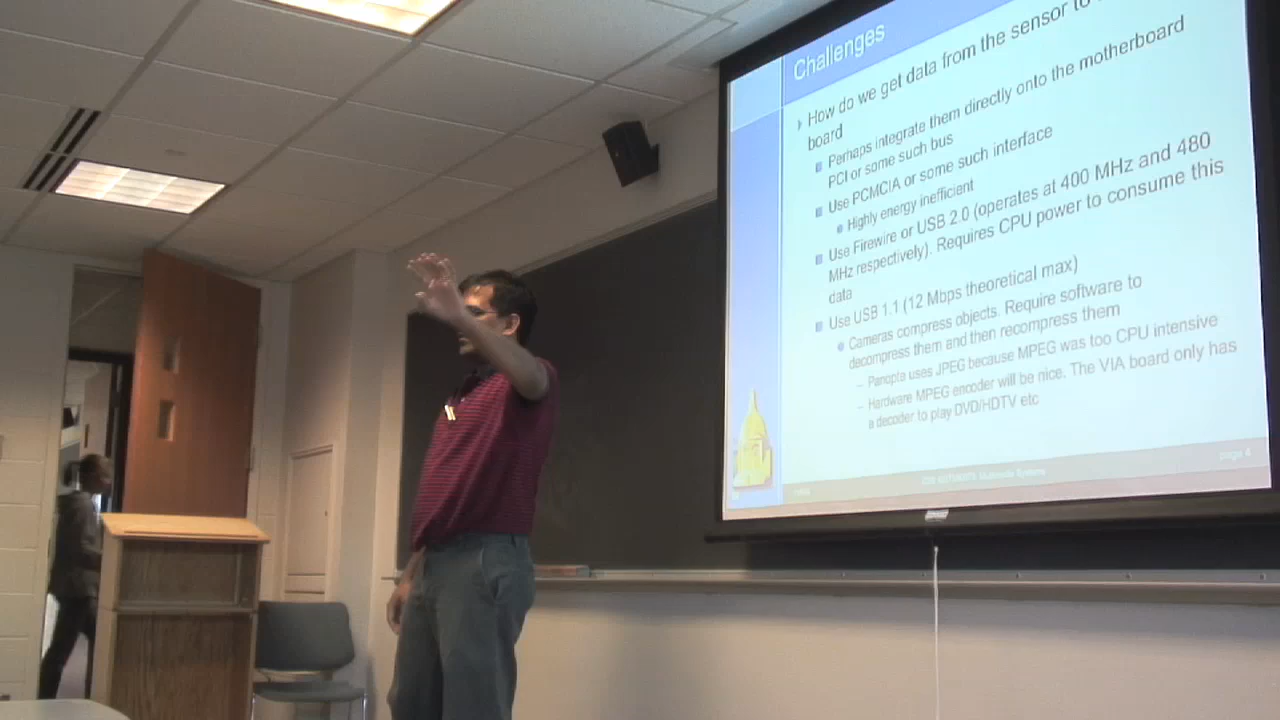 Challenges
How do we get data from the sensor to
board
Perhaps integrate them directly onto the motherboard
PCI or some such bus
Use PCMCIA or some such interface
Highly energy inefficient
Use Firewire or USB 2.0 (operates at 400 MHz and 480
MHz respectively). Requires CPU power to consume this
data
Use USB 1.1 (12 Mbps theoretical max)
Cameras compress objects. Require software to
decompress them and then recompress them
– Panopte uses JPEG because MPEG was too CPU intensive
– Hardware MPEG encoder will be nice. The VIA board only has
a decoder to play DVD/HDTV etc
Multimedia Systems
page 4